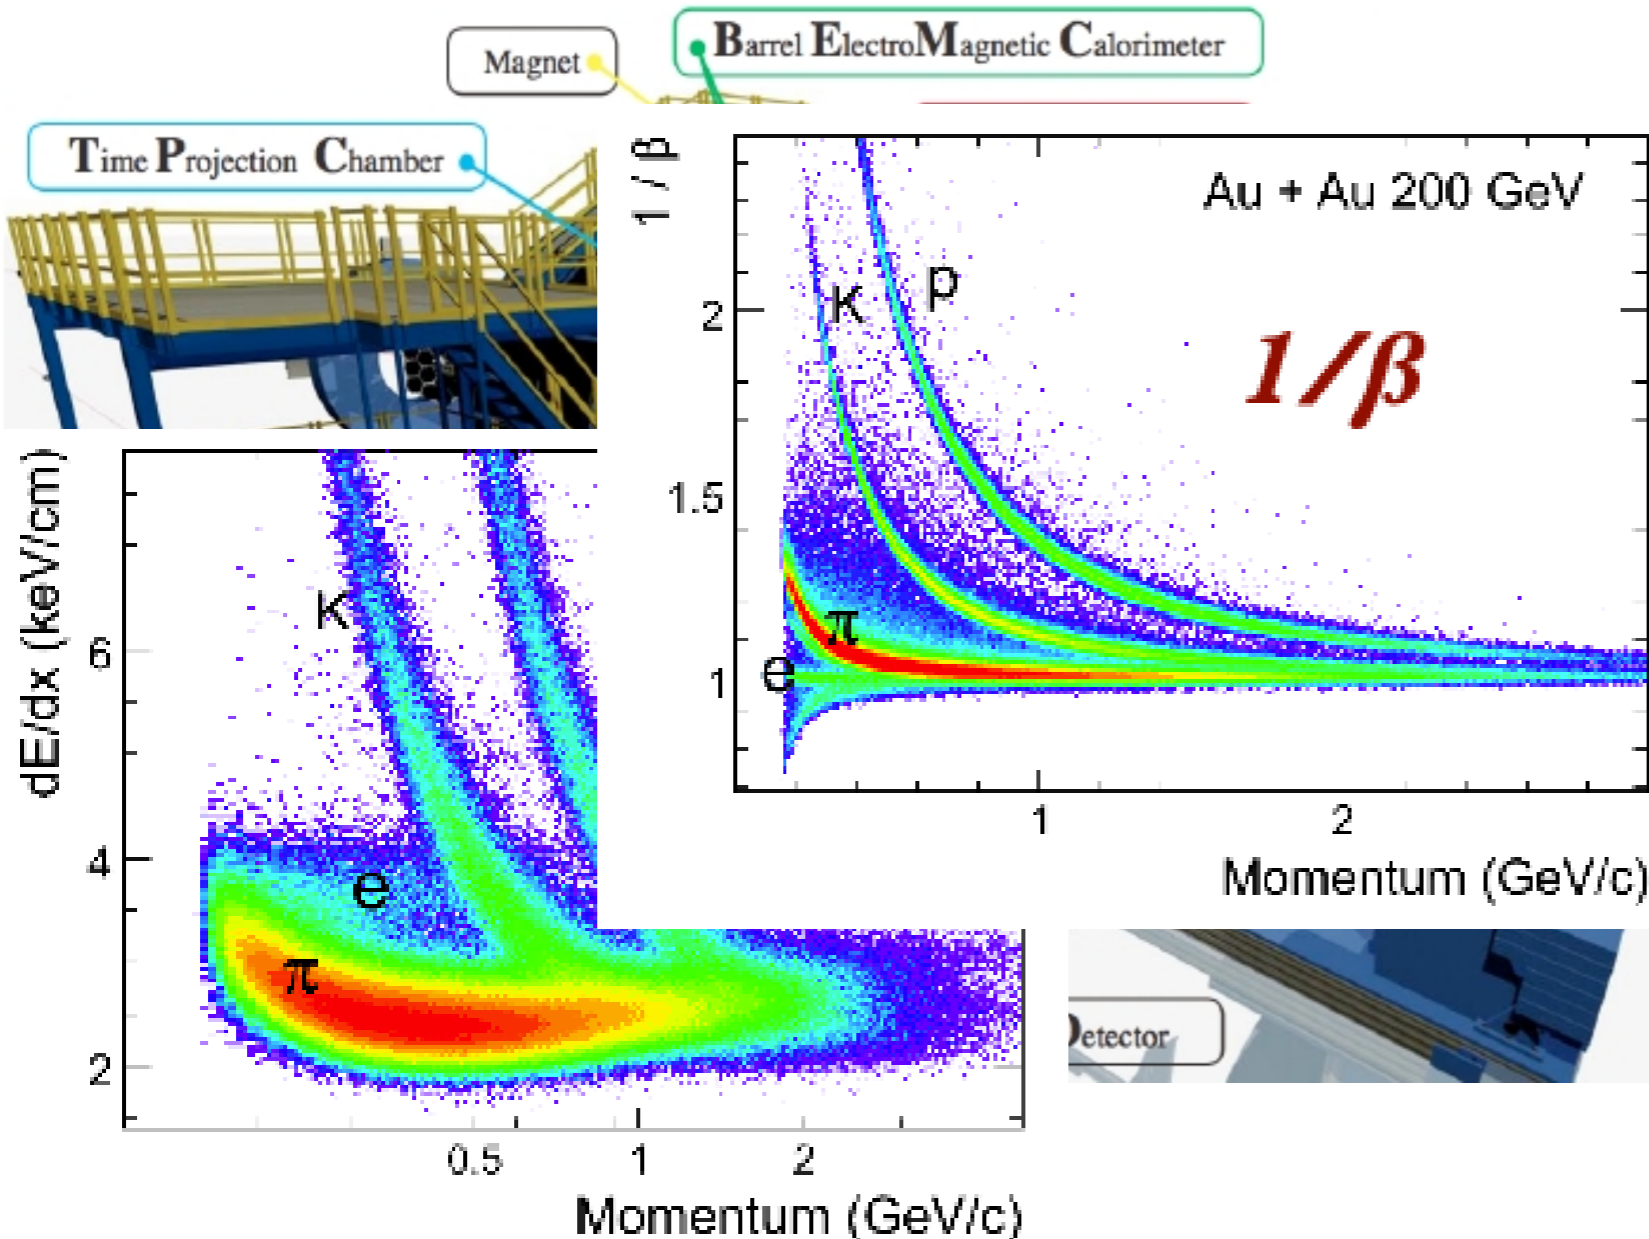 Barrel ElectroMagnetic Calorimeter
Magnet
Time Projection Chamber
1 / β
Au + Au 200 GeV
K
p
2
1/β
1.5
π
e
1
1
2
Momentum (GeV/c)
dE/dx (keV/cm)
K
6
4
e
π
2
0.5
1
2
Momentum (GeV/c)
Detector